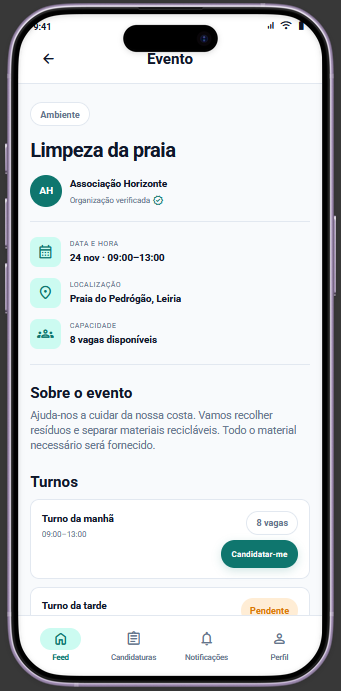 9:41
Evento
Ambiente
Limpeza da praia
AH
Associação Horizonte
Organização verificada
DATA E HORA
24 nov · 09:00–13:00
LOCALIZAÇÃO
Praia do Pedrógão, Leiria
CAPACIDADE
8 vagas disponíveis
Sobre o evento
Ajuda-nos a cuidar da nossa costa. Vamos recolher
resíduos e separar materiais recicláveis. Todo o material
necessário será fornecido.
Turnos
Turno da manhã
8 vagas
09:00–13:00
Candidatar-me
Turno da tarde
Pendente
Feed
Candidaturas
Notificações
Perfil